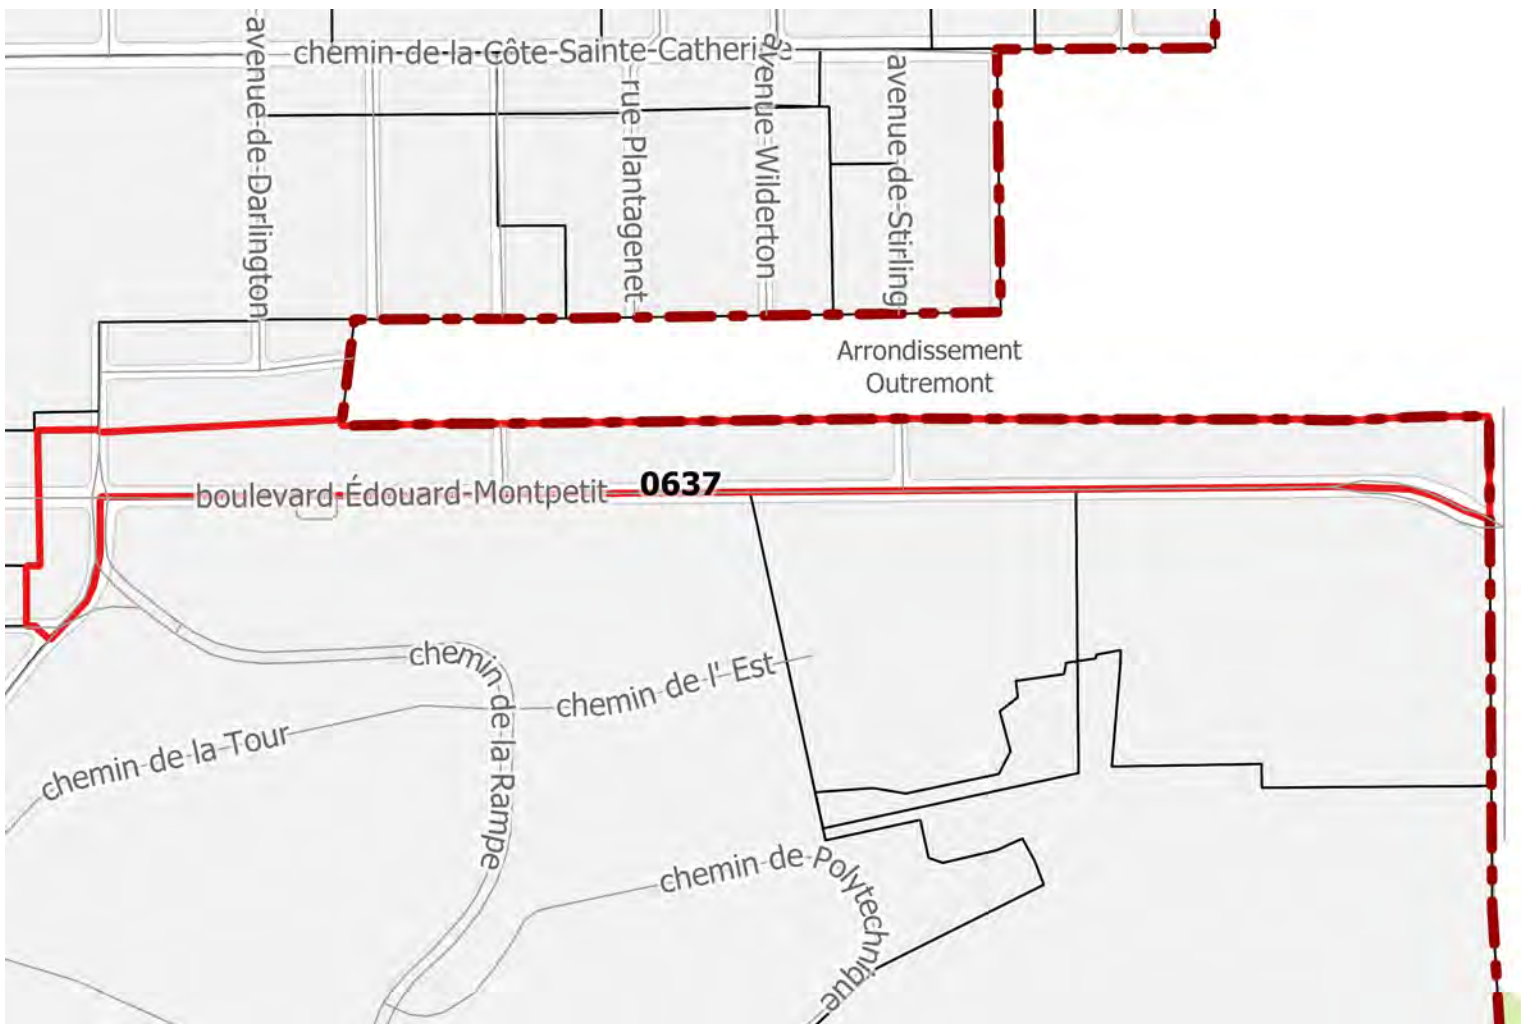 chemin-de-la-Côte-Sainte-Catherine
avenue-de-Darlington
rue-Plantagenet
avenue-Wilderton
avenue-de-Stirling
Arrondissement
Outremont
0637
boulevard-Édouard-Montpetit
chemin-de-la-Rampe
chemin-de-l'-Est
chemin-de-la-Tour
chemin-de-Polytechnique